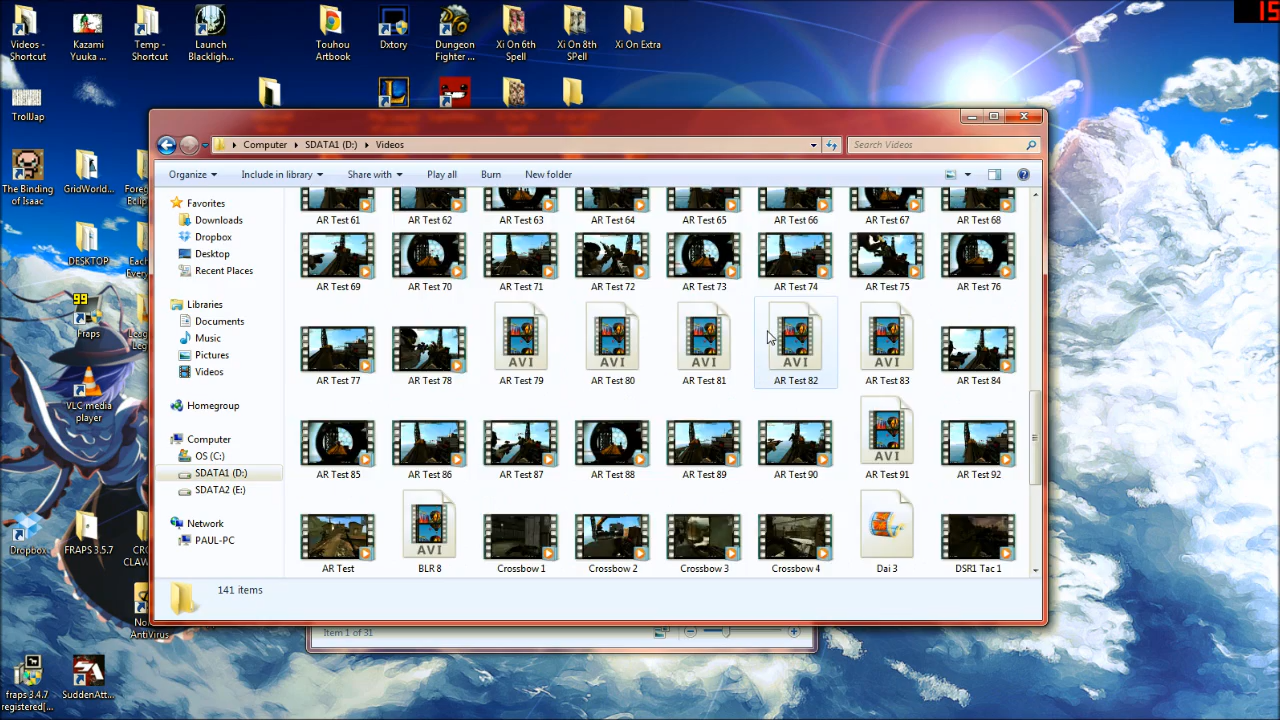 15
Videos - Shortcut
Kazami Yuuka ...
Temp - Shortcut
Launch Blackligh...
Touhou Artbook
Dxtory
Dungeon Fighter ...
Xi On 6th Spell
Xi On 8th SPell
Xi On Extra
TrollJap
The Binding of Isaac
GridWorld...
DESKTOP
99
Fraps
VLC media player
Dropbox
FRAPS 3.5.7
AntiVirus
fraps 3.4.7 registered[...
SuddenAtt...
Computer
SDATA1 (D:)
Videos
Search Videos
Organize
Include in library
Share with
Play all
Burn
New folder
Favorites
Downloads
Dropbox
Desktop
Recent Places
Libraries
Documents
Music
Pictures
Videos
Homegroup
Computer
OS (C:)
SDATA1 (D:)
SDATA2 (E:)
Network
PAUL-PC
AR Test 61
AR Test 62
AR Test 63
AR Test 64
AR Test 65
AR Test 66
AR Test 67
AR Test 68
AR Test 69
AR Test 70
AR Test 71
AR Test 72
AR Test 73
AR Test 74
AR Test 75
AR Test 76
AVI
AVI
AVI
AVI
AVI
AR Test 77
AR Test 78
AR Test 79
AR Test 80
AR Test 81
AR Test 82
AR Test 83
AR Test 84
AVI
AR Test 85
AR Test 86
AR Test 87
AR Test 88
AR Test 89
AR Test 90
AR Test 91
AR Test 92
AVI
AR Test
BLR 8
Crossbow 1
Crossbow 2
Crossbow 3
Crossbow 4
Dai 3
DSR1 Tac 1
141 items
Item 1 of 31